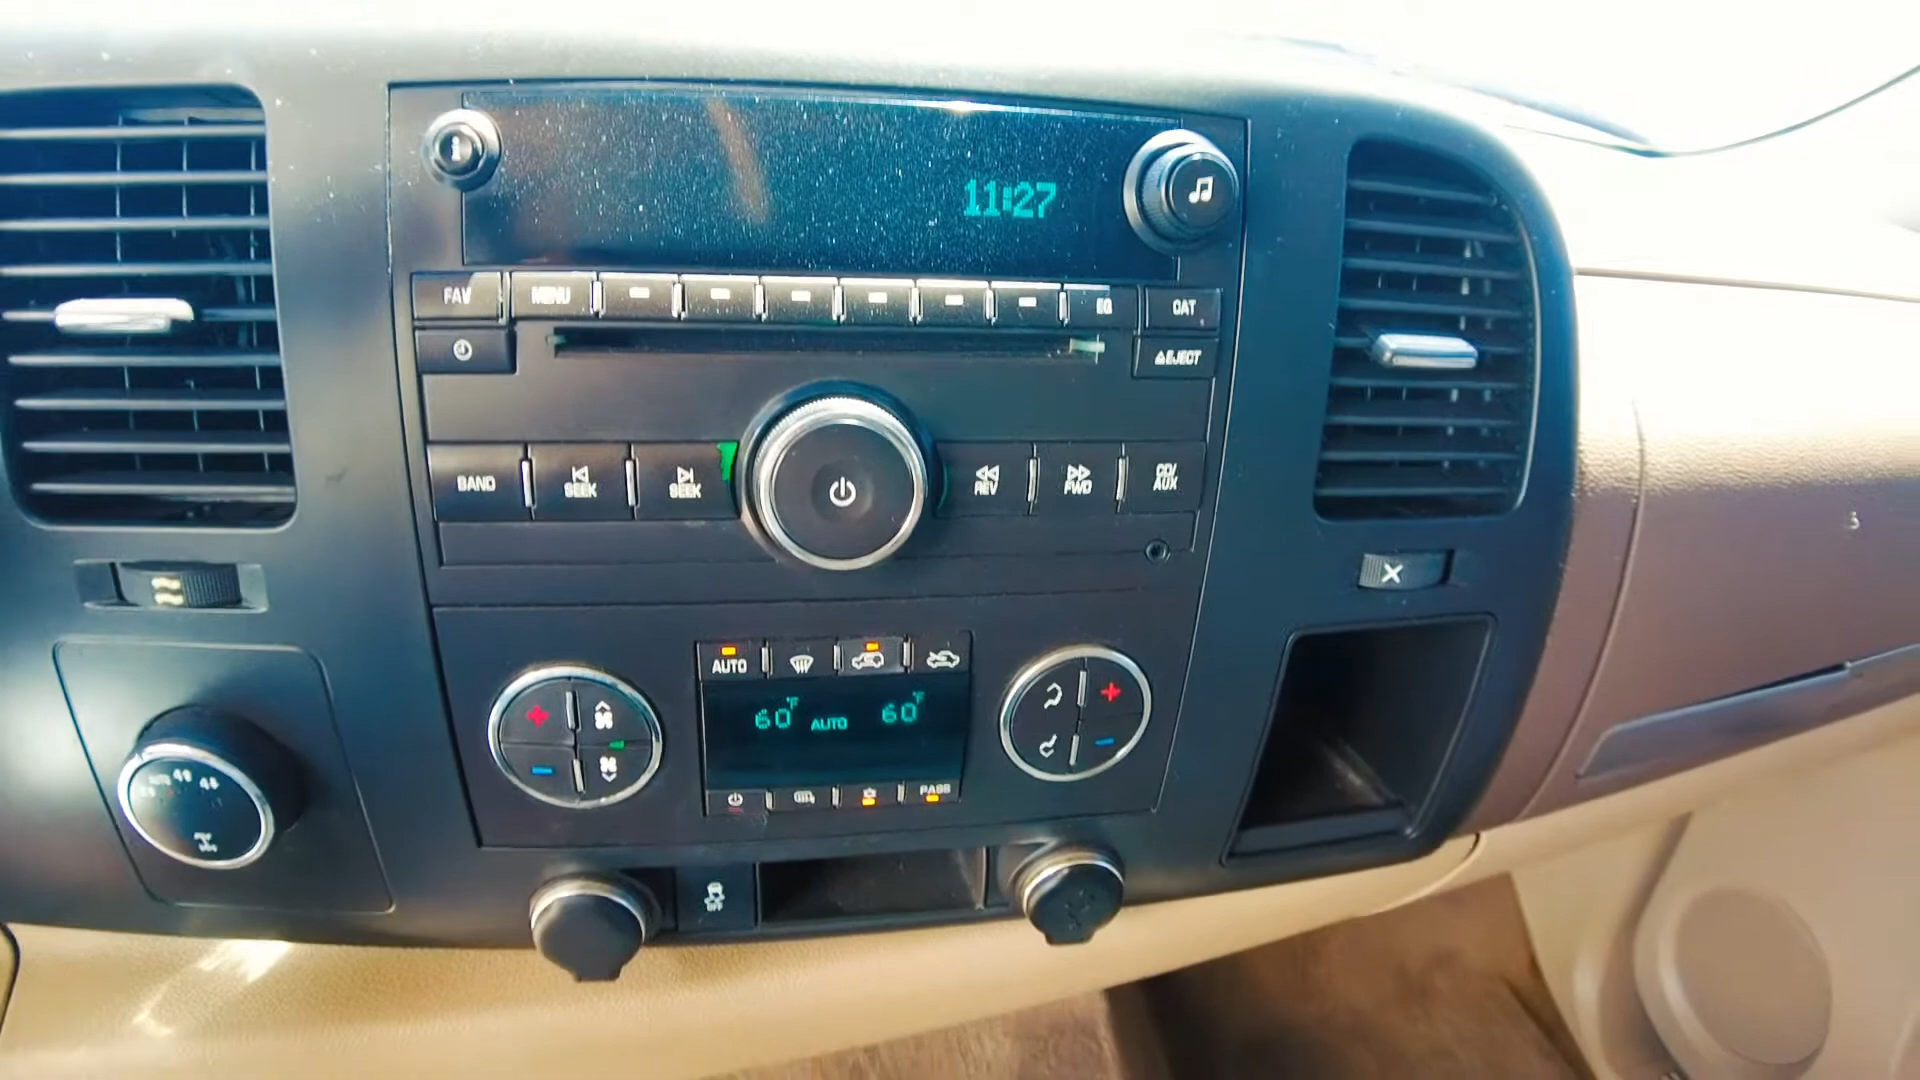 11:27
FAV
MENU
EQ
CAT
EJECT
BAND
SEEK
SEEK
REV
FWD
CD/
AUX
AUTO
60°F
AUTO
60°F
PASS
OFF